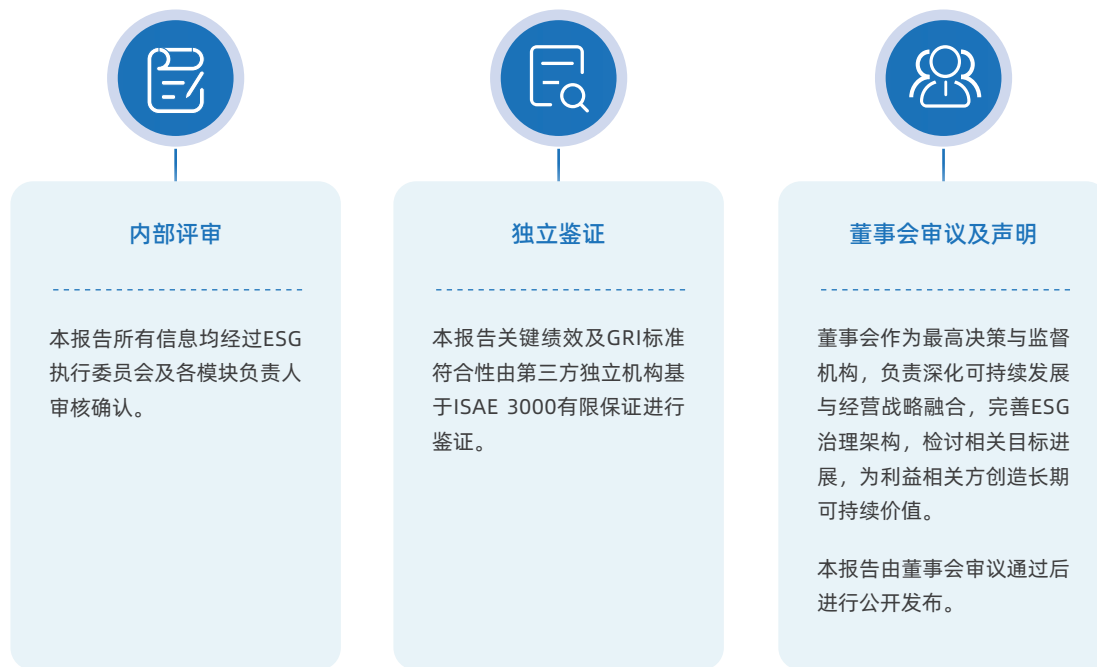 内部评审
本报告所有信息均经过ESG
执行委员会及各模块负责人
审核确认。
独立鉴证
本报告关键绩效及GRI标准
符合性由第三方独立机构基
于ISAE 3000有限保证进行
鉴证。
董事会审议及声明
董事会作为最高决策与监督
机构，负责深化可持续发展
与经营战略融合，完善ESG
治理架构，检讨相关目标进
展，为利益相关方创造长期
可持续价值。
本报告由董事会审议通过后
进行公开发布。